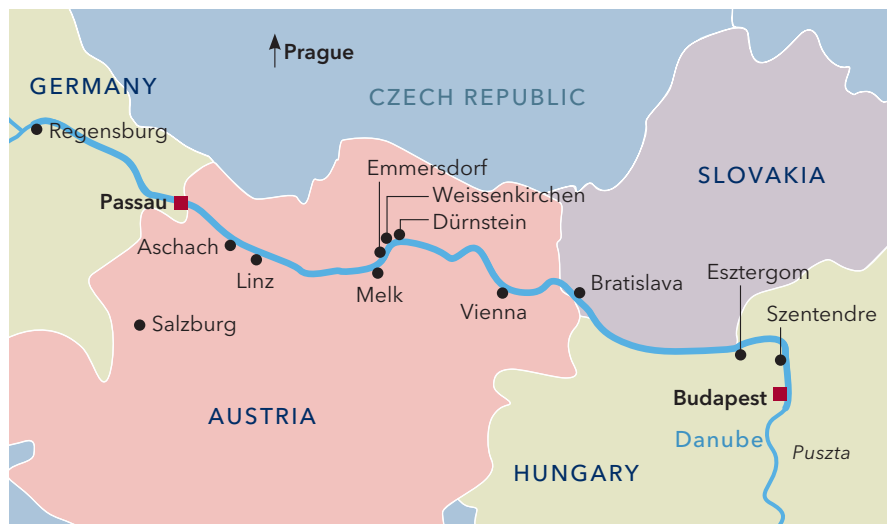 Prague
GERMANY
CZECH REPUBLIC
Regensburg
Emmersdorf
SLOVAKIA
Weissenkirchen
Passau
Dürnstein
Aschach
Linz
Melk
Esztergom
Bratislava
Vienna
Szentendre
Salzburg
Budapest
AUSTRIA
Danube
Puszta
HUNGARY